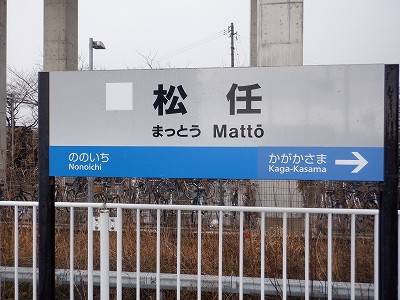 松任
まっとう Mattō
ののいち
Nonoichi
かがかさま
Kaga-Kasama